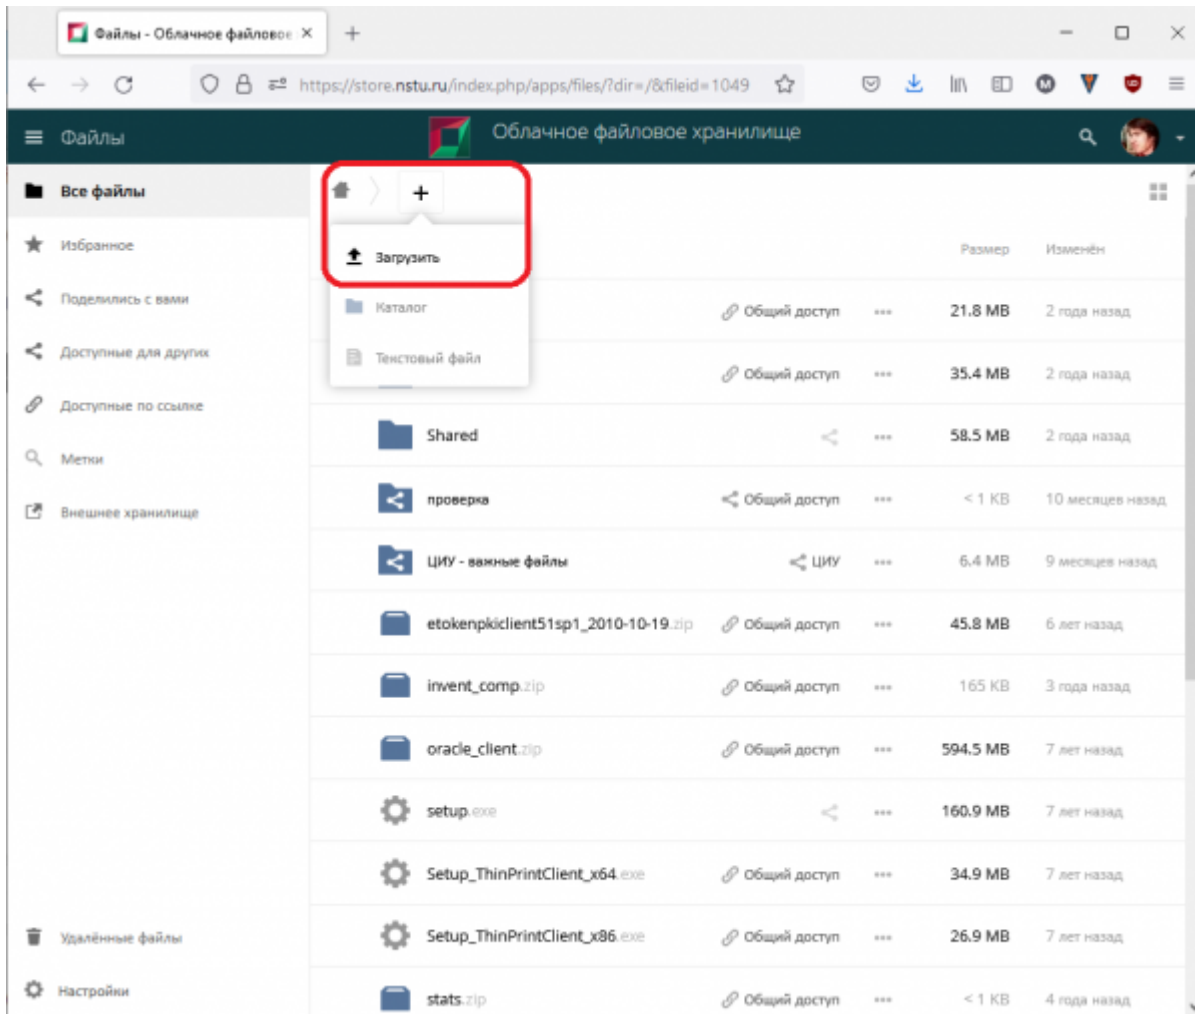 Файлы - Облачное файловое
https://store.nstu.ru/index.php/apps/files/?dir=/&fileid=1049
Файлы
Облачное файловое хранилище
Все файлы
Избранное
Поделились с вами
Доступные для других
Доступные по ссылке
Метки
Внешнее хранилище
Удалённые файлы
Настройки
+
Загрузить
Каталог
Текстовый файл
Размер Изменён
Общий доступ ... 21.8 MB 2 года назад
Общий доступ ... 35.4 MB 2 года назад
Shared ... 58.5 MB 2 года назад
проверка Общий доступ ... < 1 KB 10 месяцев назад
ЦИУ - важные файлы ЦИУ ... 6.4 MB 9 месяцев назад
etokenpkiclient51sp1_2010-10-19.zip Общий доступ ... 45.8 MB 6 лет назад
invent_comp.zip Общий доступ ... 165 KB 3 года назад
oracle_client.zip Общий доступ ... 594.5 MB 7 лет назад
setup.exe ... 160.9 MB 7 лет назад
Setup_ThinPrintClient_x64.exe Общий доступ ... 34.9 MB 7 лет назад
Setup_ThinPrintClient_x86.exe Общий доступ ... 26.9 MB 7 лет назад
stats.zip Общий доступ ... < 1 KB 4 года назад